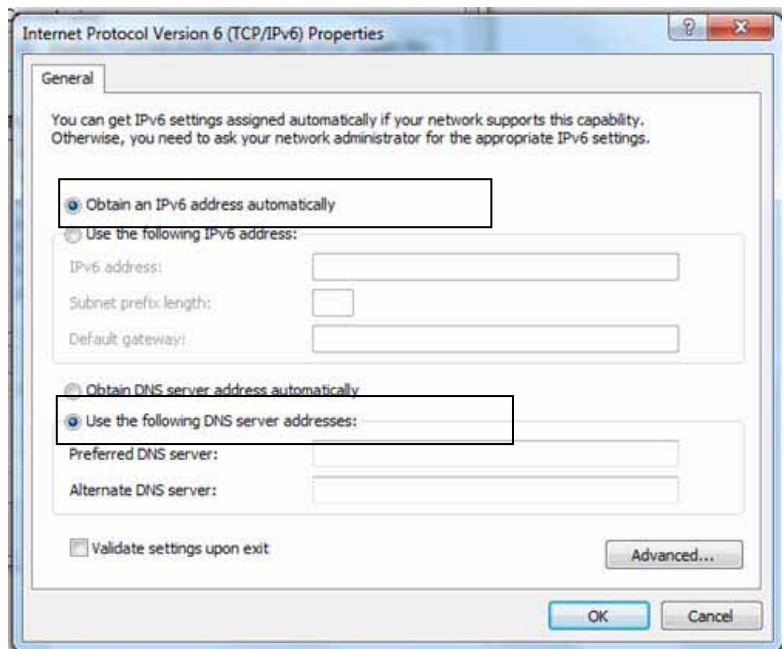 Internet Protocol Version 6 (TCP/IPv6) Properties
General
You can get IPv6 settings assigned automatically if your network supports this capability.
Otherwise, you need to ask your network administrator for the appropriate IPv6 settings.
Obtain an IPv6 address automatically
Use the following IPv6 address:
IPv6 address:
Subnet prefix length:
Default gateway:
Obtain DNS server address automatically
Use the following DNS server addresses:
Preferred DNS server:
Alternate DNS server:
Validate settings upon exit
Advanced...
OK
Cancel